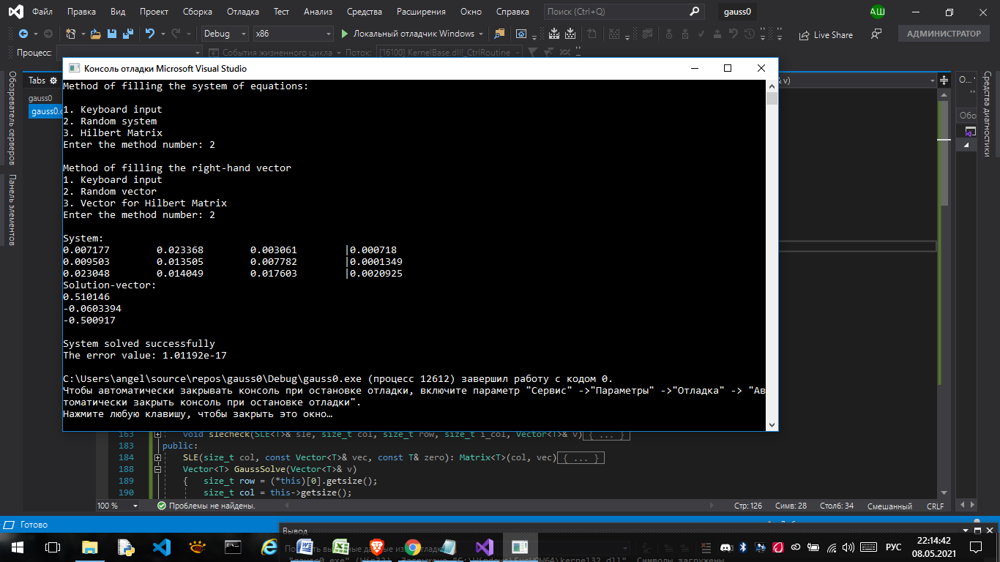 Файл Правка Вид Проект Сборка Отладка Тест Анализ Средства Расширения Окно Справка Поиск (Ctrl+Q) gauss0 АШ
Debug x86 Локальный отладчик Windows Live Share АДМИНИСТРАТОР
Процесс: События жизненного цикла Поток: [16100] KernelBase.dll!_CtrlRoutine
Обозреватель серверов
Панель элементов
Tabs
gauss0
gauss0.
& v)
О...
Обо
Средства диагностики
Консоль отладки Microsoft Visual Studio
Method of filling the system of equations:
1. Keyboard input
2. Random system
3. Hilbert Matrix
Enter the method number: 2
Method of filling the right-hand vector
1. Keyboard input
2. Random vector
3. Vector for Hilbert Matrix
Enter the method number: 2
System:
0.007177 0.023368 0.003061 |0.000718
0.009503 0.013505 0.007782 |0.0001349
0.023048 0.014049 0.017603 |0.0020925
Solution-vector:
0.510146
-0.0603394
-0.500917
System solved successfully
The error value: 1.01192e-17
C:\Users\angel\source\repos\gauss0\Debug\gauss0.exe (процесс 12612) завершил работу с кодом 0.
Чтобы автоматически закрывать консоль при остановке отладки, включите параметр "Сервис" ->"Параметры" ->"Отладка" -> "Ав
томатически закрыть консоль при остановке отладки".
Нажмите любую клавишу, чтобы закрыть это окно…
163 void slecheck(SLE<T>& sle, size_t col, size_t row, size_t i_col, Vector<T>& v){ ... }
183 public:
184 SLE(size_t col, const Vector<T>& vec, const T& zero): Matrix<T>(col, vec){ ... }
188 Vector<T> GaussSolve(Vector<T>& v)
189 { size_t row = (*this)[0].getsize();
190 size_t col = this->getsize();
100 % Проблемы не найдены. Стр: 126 Симв: 28 Столб: 34 Смешанный CRLF
Готово
Вывод
РУС
22:14:42
08.05.2021